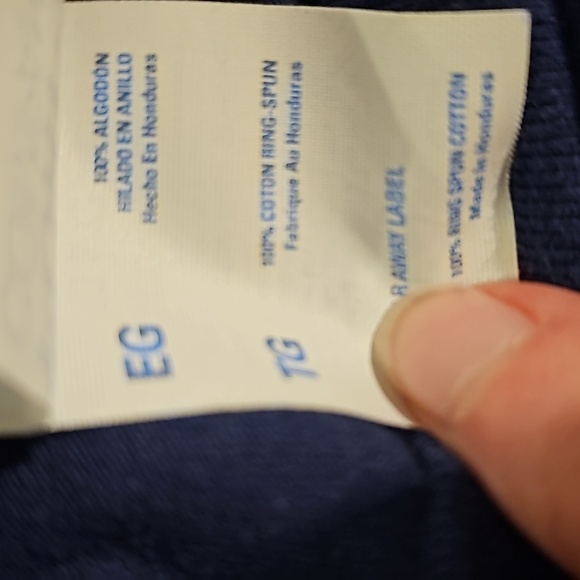 100% ALGODÓN
HILADO EN ANILLO
Hecho En Honduras
EG
100% COTON RING-SPUN
Fabriqué Au Honduras
TG
R AWAY LABEL
100% RING SPUN COTTON
Made in Honduras